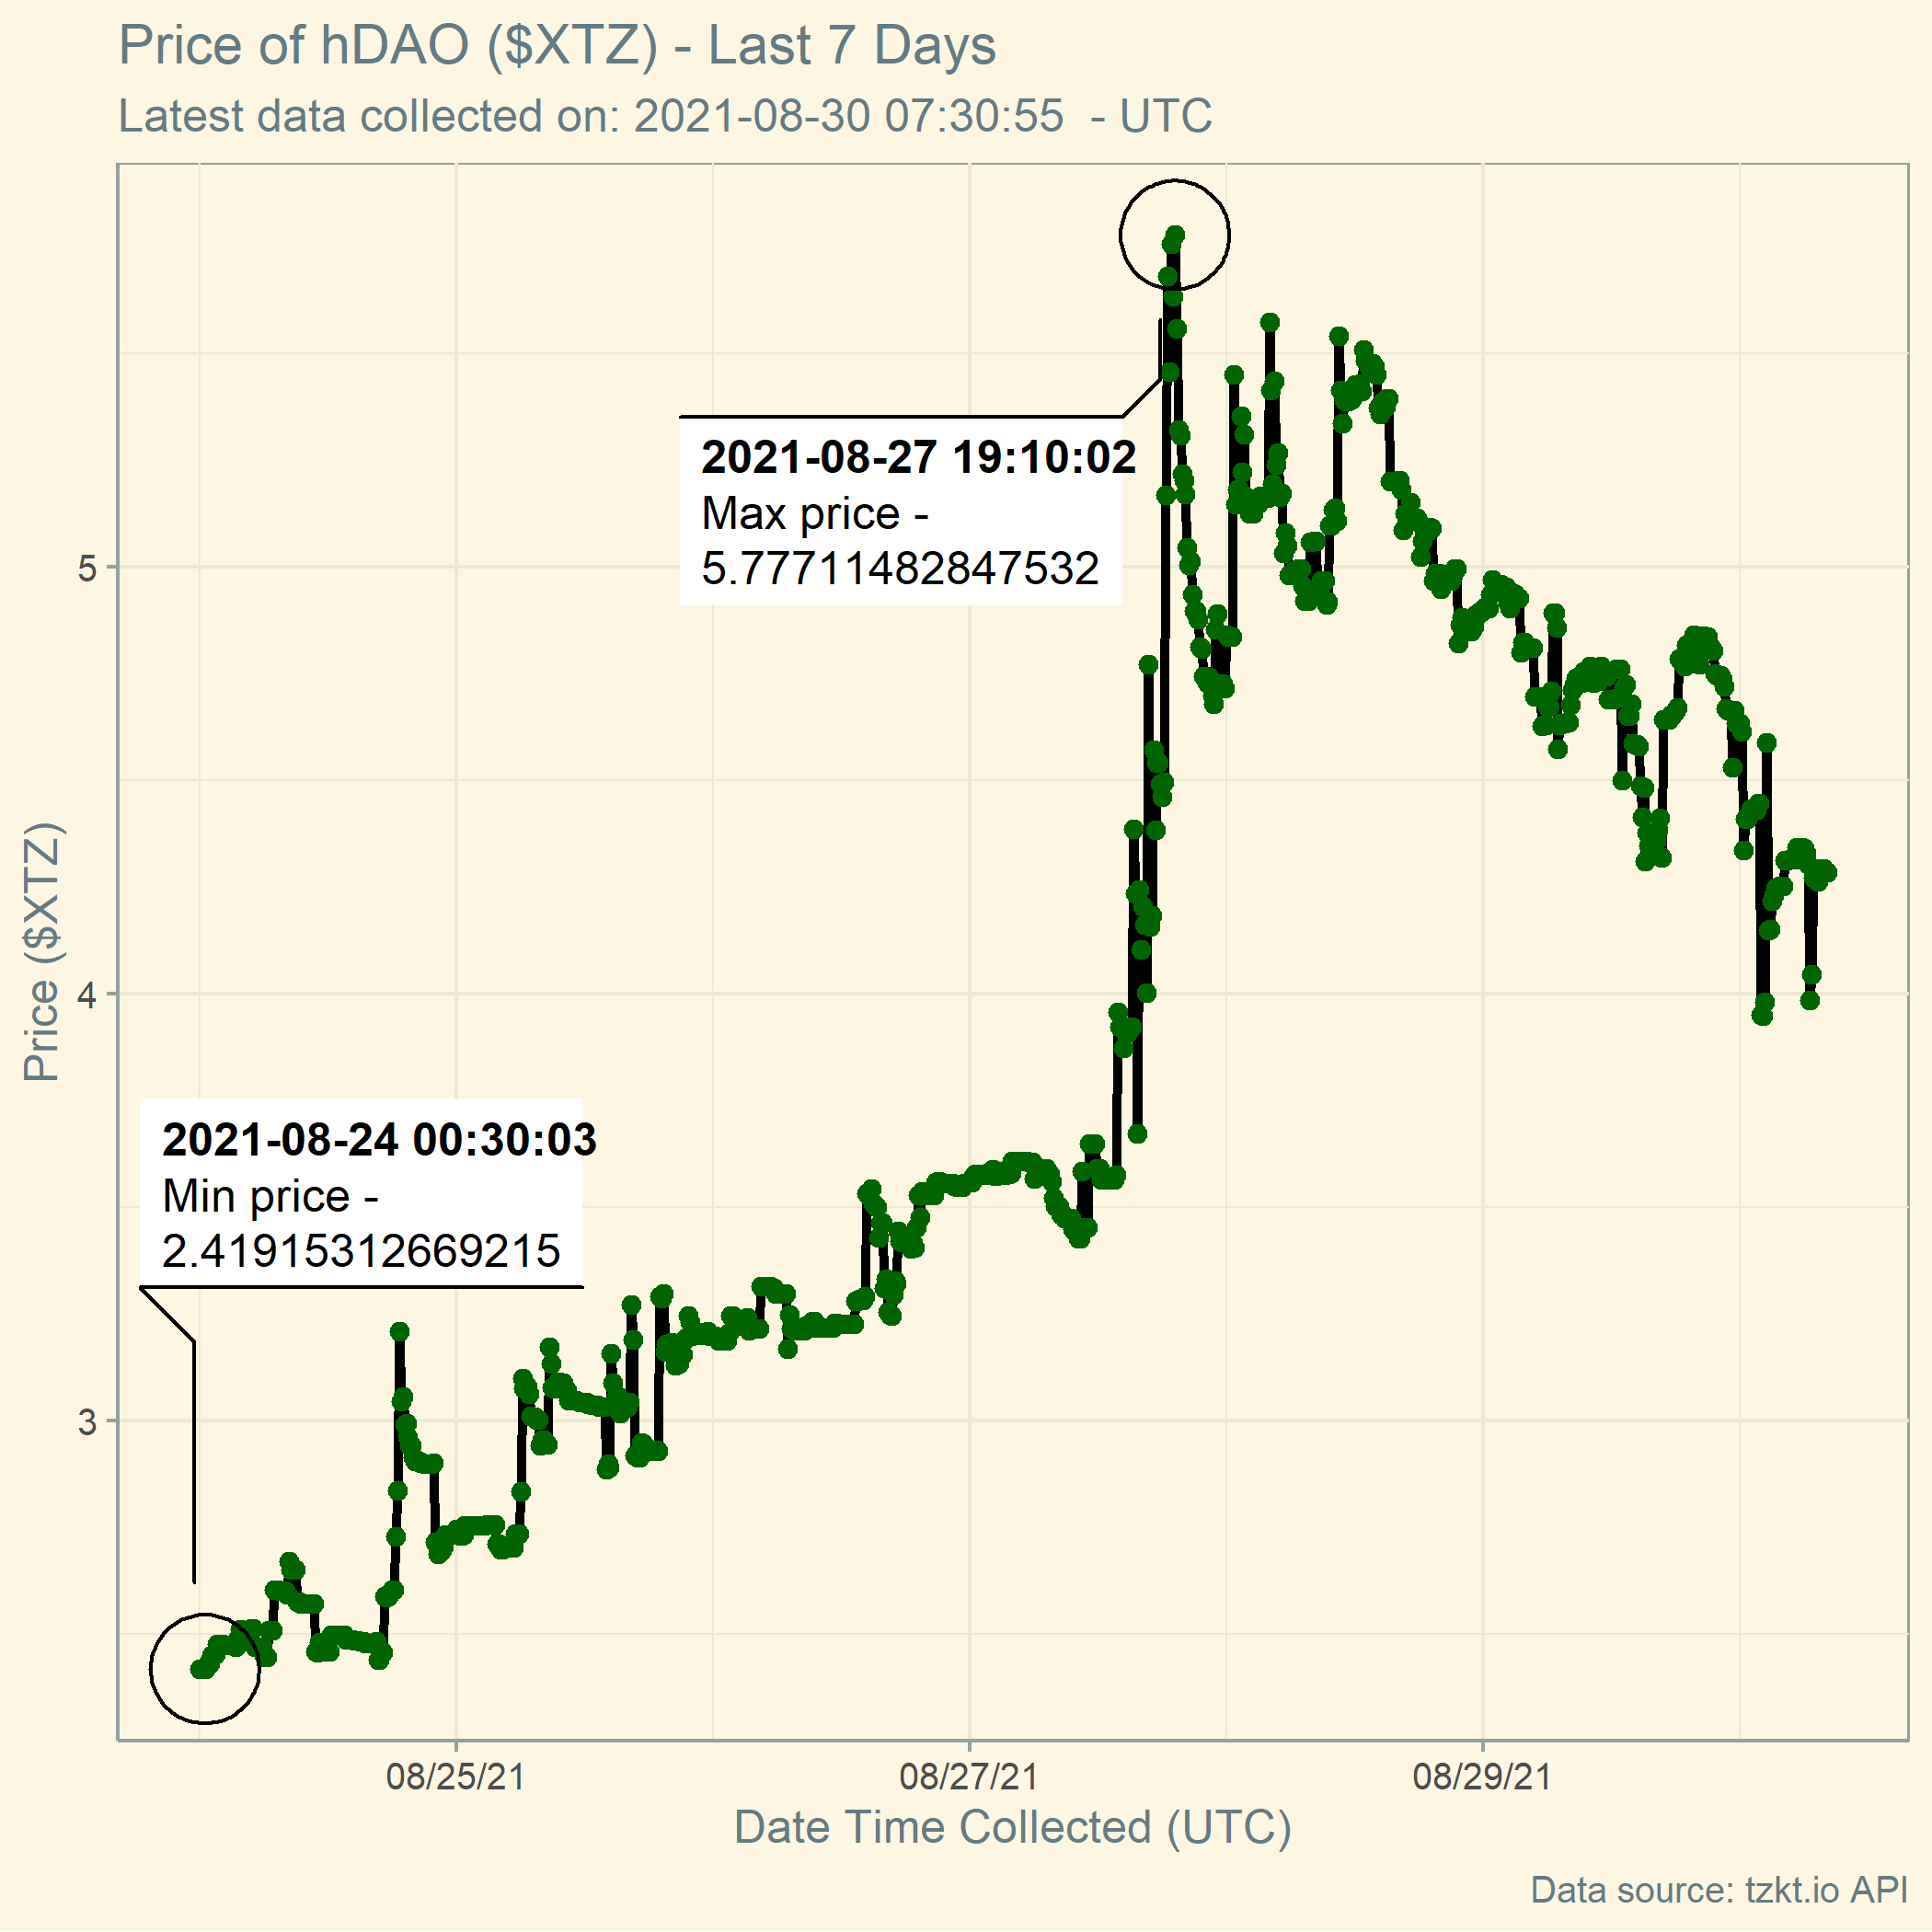 Price of hDAO ($XTZ) - Last 7 Days
Latest data collected on: 2021-08-30 07:30:55  - UTC
2021-08-27 19:10:02
Max price -
5.77711482847532
5
4
3
Price ($XTZ)
2021-08-24 00:30:03
Min price -
2.41915312669215
08/25/21
08/27/21
08/29/21
Date Time Collected (UTC)
Data source: tzkt.io API